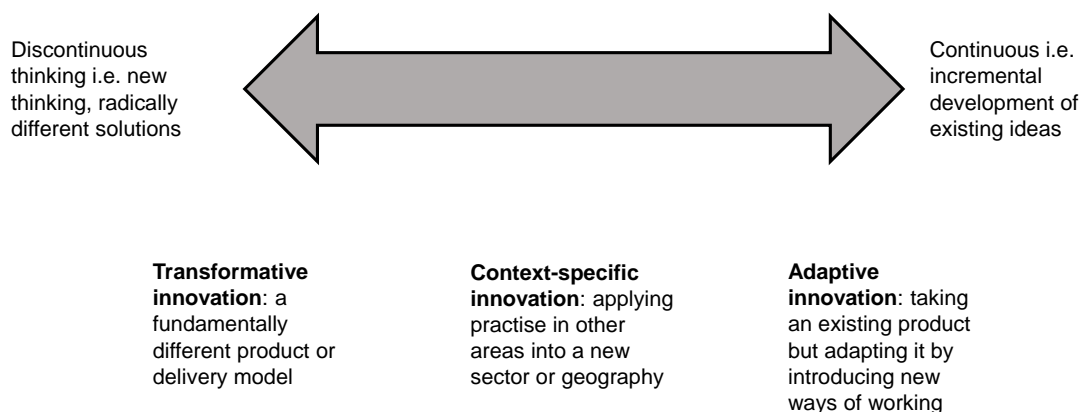 Discontinuous
thinking i.e. new
thinking, radically
different solutions
Continuous i.e.
incremental
development of
existing ideas
Transformative
innovation: a
fundamentally
different product or
delivery model
Context-specific
innovation: applying
practise in other
areas into a new
sector or geography
Adaptive
innovation: taking
an existing product
but adapting it by
introducing new
ways of working